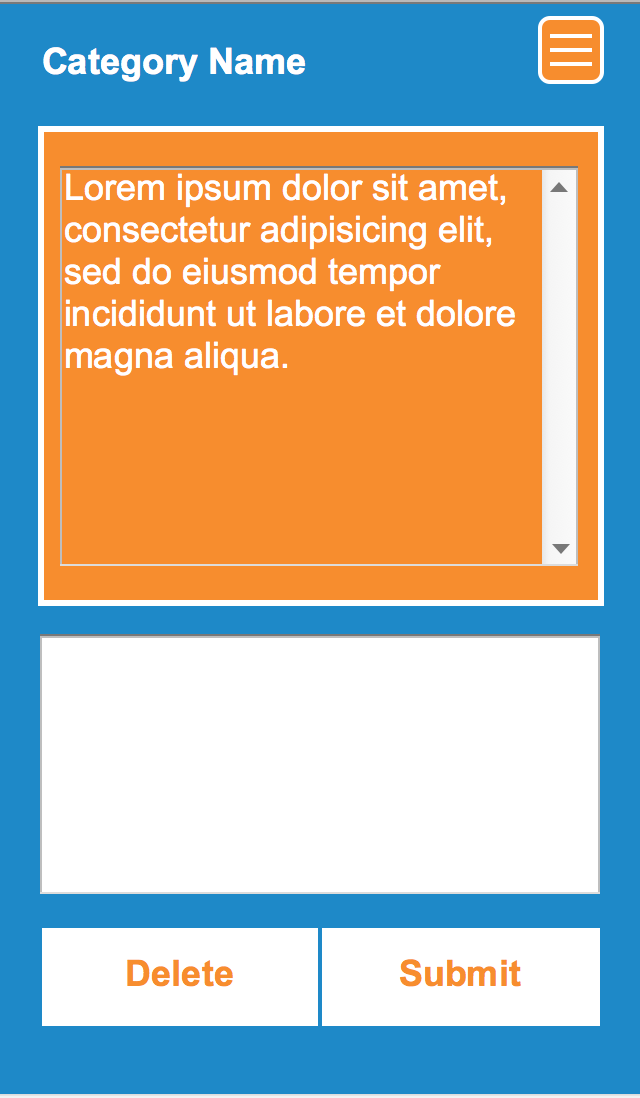 Category Name
Lorem ipsum dolor sit amet,
consectetur adipisicing elit,
sed do eiusmod tempor
incididunt ut labore et dolore
magna aliqua.
Delete
Submit